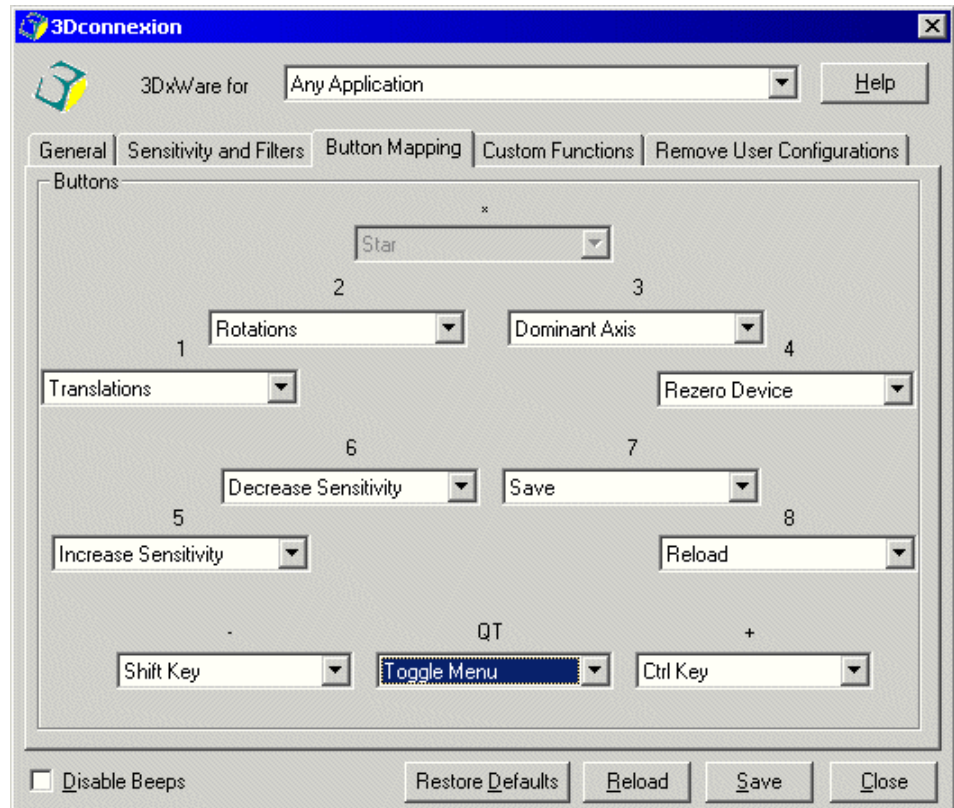 3Dconnexion
3DxWare for Any Application Help
General Sensitivity and Filters Button Mapping Custom Functions Remove User Configurations
Buttons
*
Star
2 3
Rotations Dominant Axis
1 4
Translations Rezero Device
6 7
Decrease Sensitivity Save
5 8
Increase Sensitivity Reload
- QT +
Shift Key Toggle Menu Ctrl Key
Disable Beeps Restore Defaults Reload Save Close